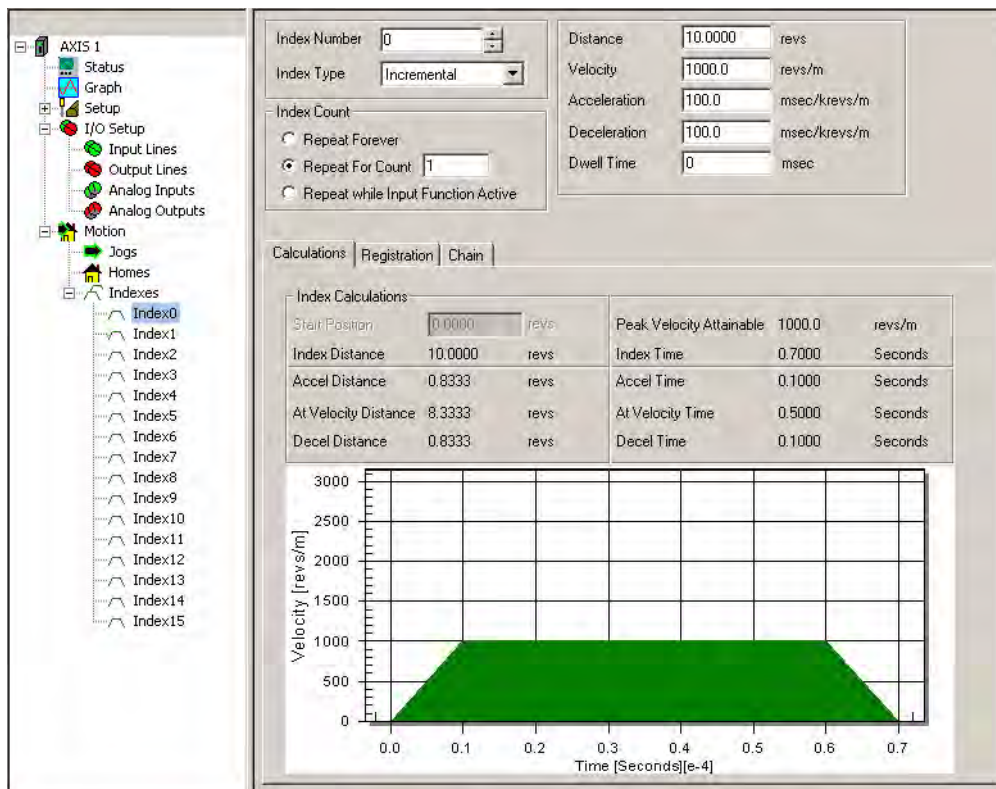 AXIS 1
Status
Graph
Setup
I/O Setup
Input Lines
Output Lines
Analog Inputs
Analog Outputs
Motion
Jogs
Homes
Indexes
Index0
Index1
Index2
Index3
Index4
Index5
Index6
Index7
Index8
Index9
Index10
Index11
Index12
Index13
Index14
Index15
Index Number 0
Index Type Incremental
Index Count
Repeat Forever
Repeat For Count 1
Repeat while Input Function Active
Distance 10.0000 revs
Velocity 1000.0 revs/m
Acceleration 100.0 msec/krevs/m
Deceleration 100.0 msec/krevs/m
Dwell Time 0 msec
Calculations Registration Chain
Index Calculations
Start Position 0.0000 revs
Index Distance 10.0000 revs
Accel Distance 0.8333 revs
At Velocity Distance 8.3333 revs
Decel Distance 0.8333 revs
Peak Velocity Attainable 1000.0 revs/m
Index Time 0.7000 Seconds
Accel Time 0.1000 Seconds
At Velocity Time 0.5000 Seconds
Decel Time 0.1000 Seconds
Velocity [revs/m]
3000
2500
2000
1500
1000
500
0
0.0 0.1 0.2 0.3 0.4 0.5 0.6 0.7
Time [Seconds][e-4]